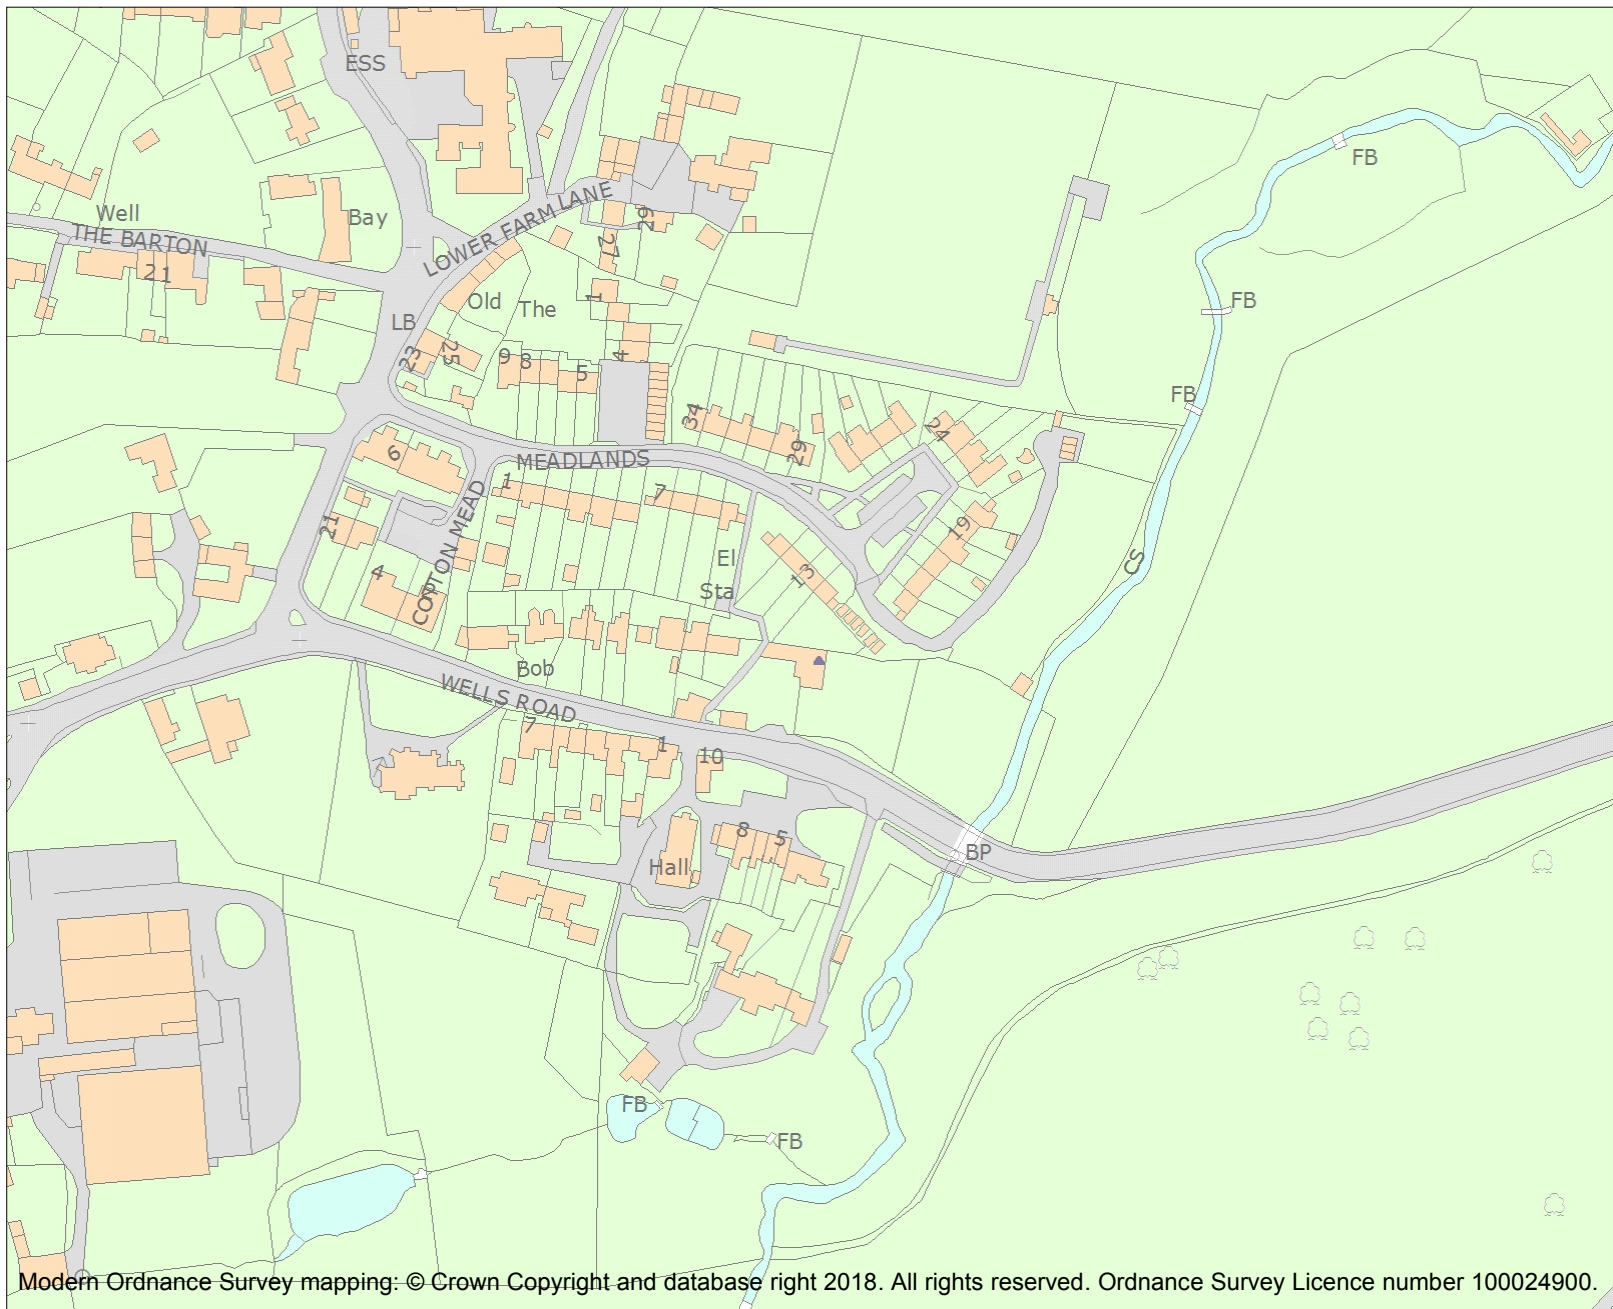 ESS
FB
Well
Bay
LOWER FARM LANE
29
THE BARTON
27
21
1
FB
Old
The
LB
23
25
9
8
4
5
FB
34
24
6
29
MEADLANDS
1
7
21
19
El
Sta
13
CS
4
MEAD
Bob
WELLS ROAD
7
1
10
8
5
Hall
BP
FB
FB
Modern Ordnance Survey mapping: © Crown Copyright and database right 2018. All rights reserved. Ordnance Survey Licence number 100024900.